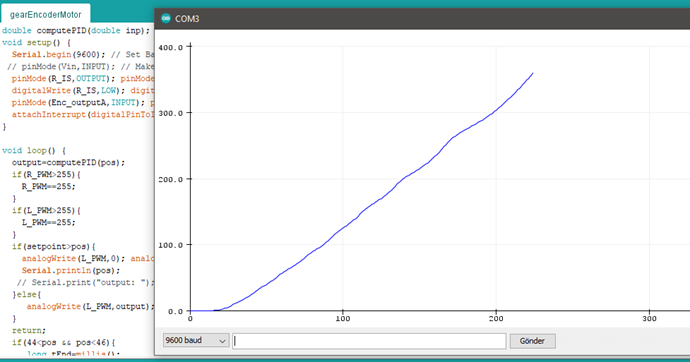 gearEncoderMotor
double computePID(double inp);
void setup() {
Serial.begin(9600); // Set Ba
// pinMode(Vin,INPUT); // Make
pinMode(R_IS,OUTPUT); pinMode
digitalWrite(R_IS,LOW); digit
pinMode(Enc_outputA,INPUT); p
attachInterrupt(digitalPinToI
}
void loop() {
output=computePID(pos);
if(R_PWM>255){
R_PWM==255;
}
if(L_PWM>255){
L_PWM==255;
}
if(setpoint>pos){
analogWrite(L_PWM,0); analo
Serial.println(pos);
// Serial.print("output: ");
}else{
analogWrite(L_PWM,output);
}
return;
if(44<pos && pos<46){
long tEnd=millis();
COM3
400.0
300.0
200.0
100.0
0.0
0
100
200
300
9600 baud
Gönder